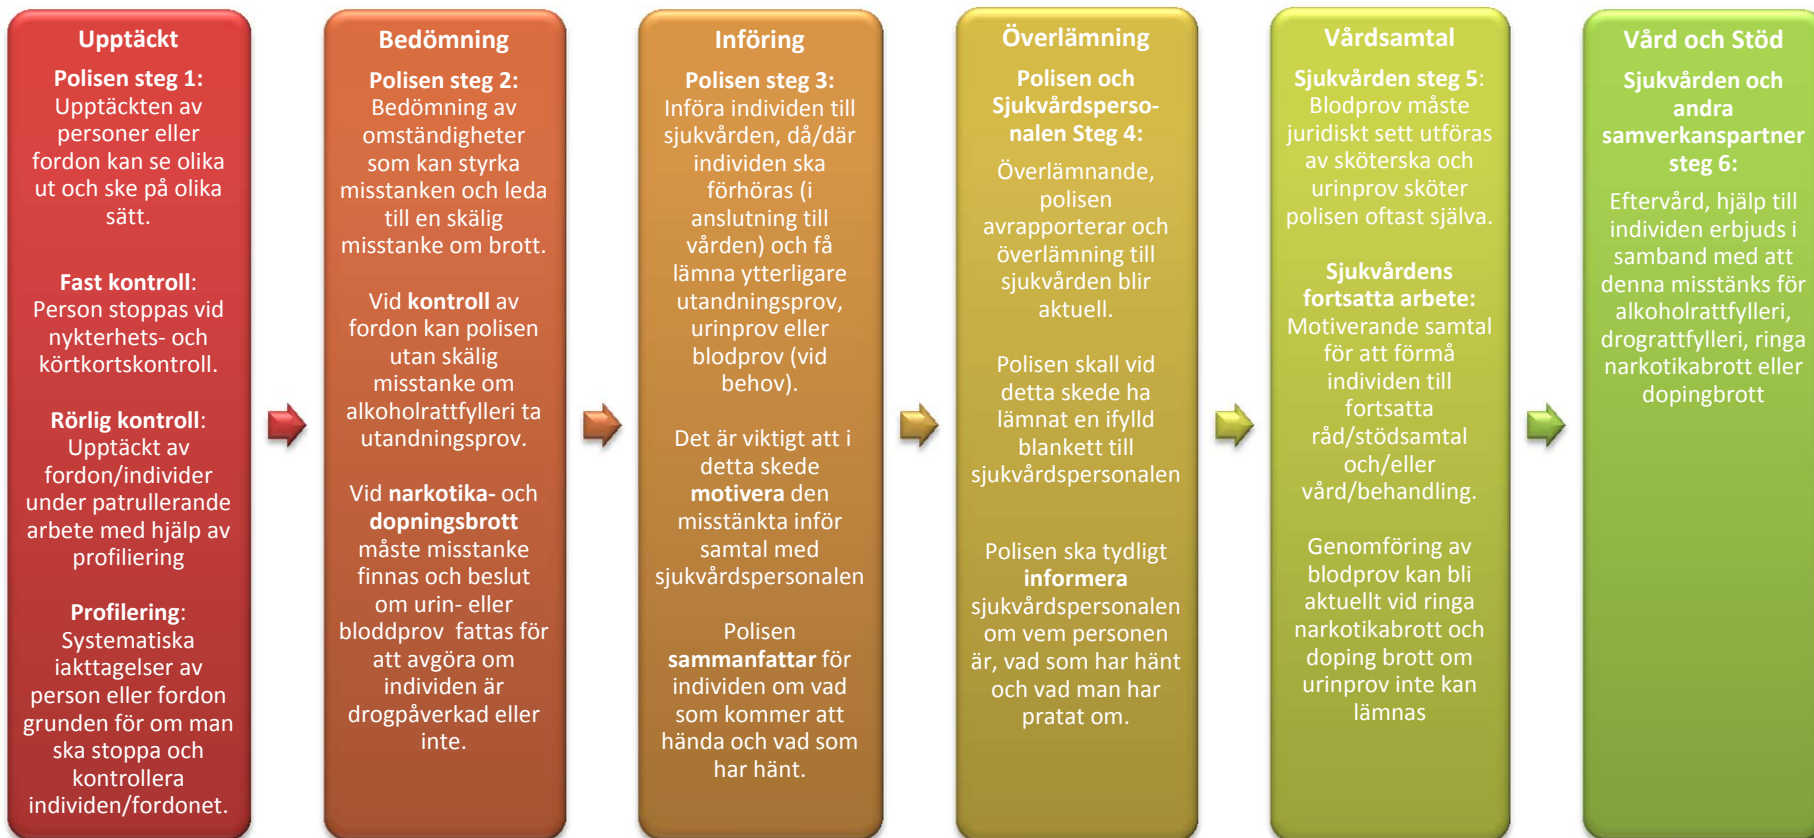 Upptäckt
Polisen steg 1:
Upptäckten av
personer eller
fordon kan se olika
ut och ske på olika
sätt.
Fast kontroll:
Person stoppas vid
nykterhets- och
körtkortskontroll.
Rörlig kontroll:
Upptäckt av
fordon/individer
under patrullerande
arbete med hjälp av
profiliering
Profilering:
Systematiska
iakttagelser av
person eller fordon
grunden för om man
ska stoppa och
kontrollera
individen/fordonet.
Bedömning
Polisen steg 2:
Bedömning av
omständigheter
som kan styrka
misstanken och leda
till en skälig
misstanke om brott.
Vid kontroll av
fordon kan polisen
utan skälig
misstanke om
alkoholrattfylleri ta
utandningsprov.
Vid narkotika- och
dopningsbrott
måste misstanke
finnas och beslut
om urin- eller
bloddprov fattas för
att avgöra om
individen är
drogpåverkad eller
inte.
Införing
Polisen steg 3:
Införa individen till
sjukvården, då/där
individen ska
förhöras (i
anslutning till
vården) och få
lämna ytterligare
utandningsprov,
urinprov eller
blodprov (vid
behov).
Det är viktigt att i
detta skede
motivera den
misstänkta inför
samtal med
sjukvårdspersonalen
Polisen
sammanfattar för
individen om vad
som kommer att
hända och vad som
har hänt.
Överlämning
Polisen och
Sjukvårdsperso-
nalen Steg 4:
Överlämnande,
polisen
avrapporterar och
överlämning till
sjukvården blir
aktuell.
Polisen skall vid
detta skede ha
lämnat en ifylld
blankett till
sjukvårdspersonalen
Polisen ska tydligt
informera
sjukvårdspersonalen
om vem personen
är, vad som har hänt
och vad man har
pratat om.
Vårdsamtal
Sjukvården steg 5:
Blodprov måste
juridiskt sett utföras
av sköterska och
urinprov sköter
polisen oftast själva.
Sjukvårdens
fortsatta arbete:
Motiverande samtal
för att förmå
individen till
fortsatta
råd/stödsamtal
och/eller
vård/behandling.
Genomföring av
blodprov kan bli
aktuellt vid ringa
narkotikabrott och
doping brott om
urinprov inte kan
lämnas
Vård och Stöd
Sjukvården och
andra
samverkanspartner
steg 6:
Eftervård, hjälp till
individen erbjuds i
samband med att
denna misstänks för
alkoholrattfylleri,
drograttfylleri, ringa
narkotikabrott eller
dopingbrott